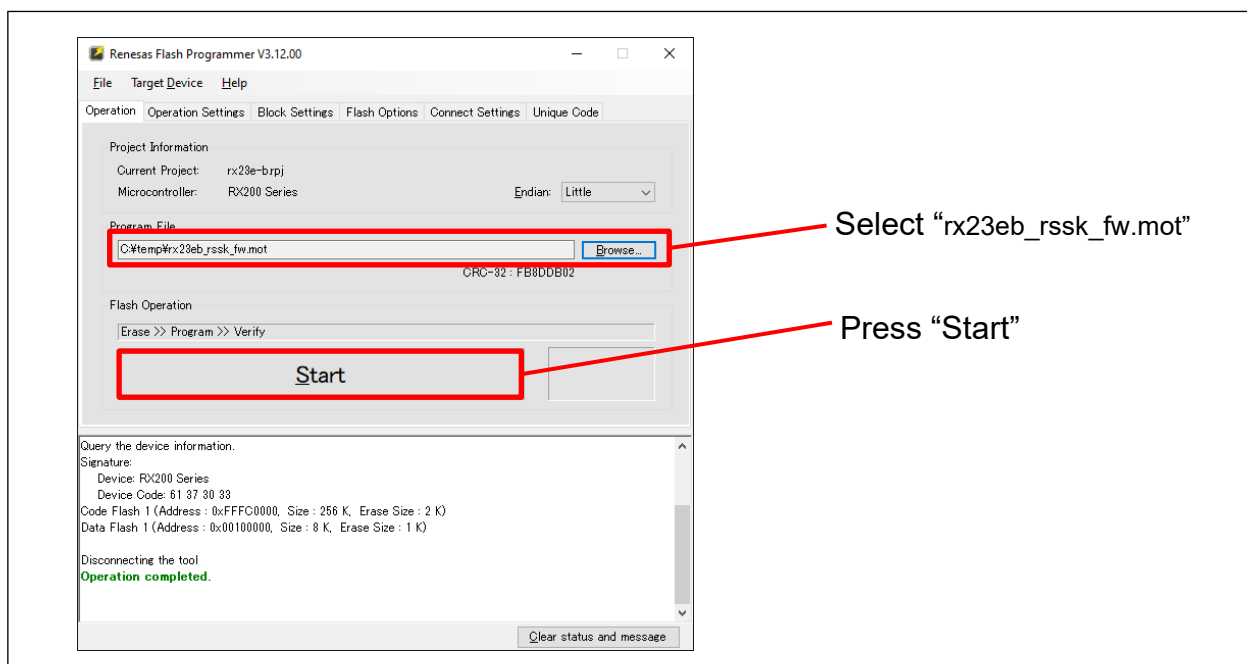 Renesas Flash Programmer V3.12.00
File Target Device Help
Operation Operation Settings Block Settings Flash Options Connect Settings Unique Code
Project Information
Current Project: rx23e-b.rpj
Microcontroller: RX200 Series Endian: Little
Program File
C:¥temp¥rx23eb_rssk_fw.mot Browse...
CRC-32 : FB8DDB02
Select “rx23eb_rssk_fw.mot”
Flash Operation
Erase >> Program >> Verify
Press “Start”
Start
Query the device information.
Signature:
Device: RX200 Series
Device Code: 61 37 30 33
Code Flash 1 (Address : 0xFFFC0000, Size : 256 K, Erase Size : 2 K)
Data Flash 1 (Address : 0x00100000, Size : 8 K, Erase Size : 1 K)
Disconnecting the tool
Operation completed.
Clear status and message